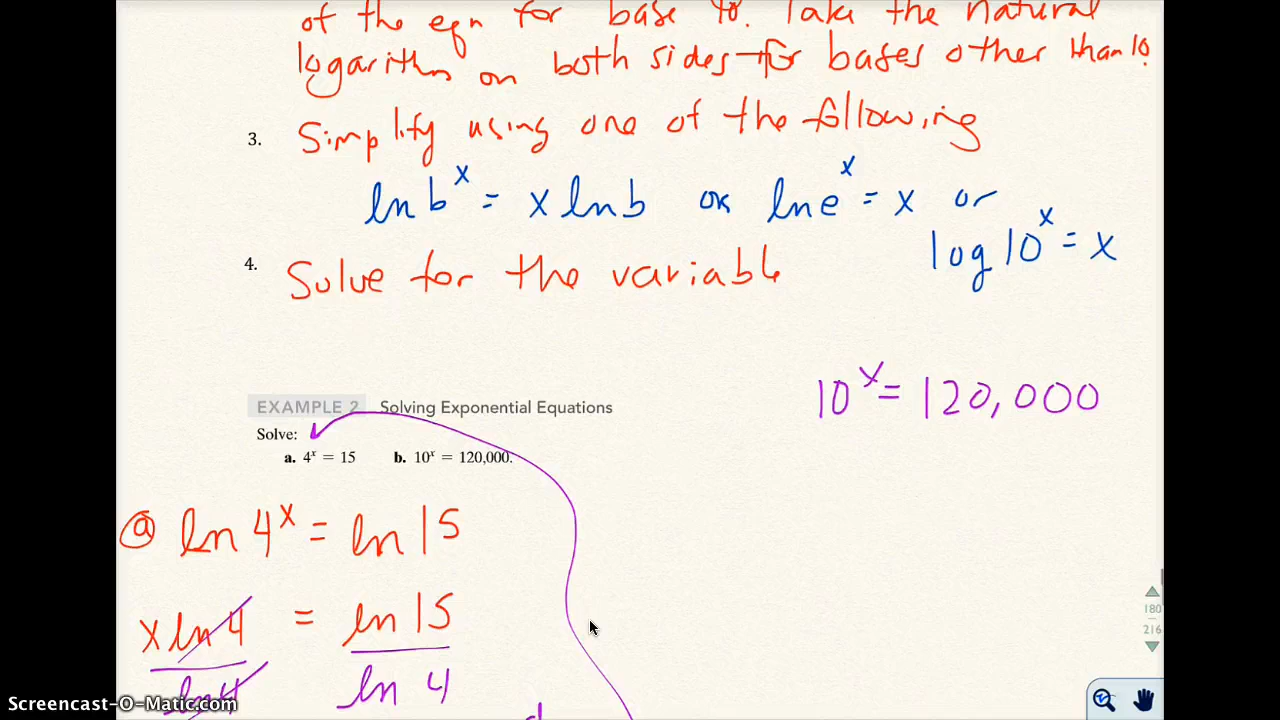 of the eqn for base 10. Take the natural
logarithm on both sides for bases other than 10.
3. Simplify using one of the following
ln b^x = x ln b or ln e^x = x or
log 10^x = x
4. Solve for the variable
10^x = 120,000
EXAMPLE 2 Solving Exponential Equations
Solve:
a. 4^x = 15 b. 10^x = 120,000.
ⓐ ln 4^x = ln 15
x ln 4 = ln 15
ln 4 ln 4
180
216
Screencast-O-Matic.com